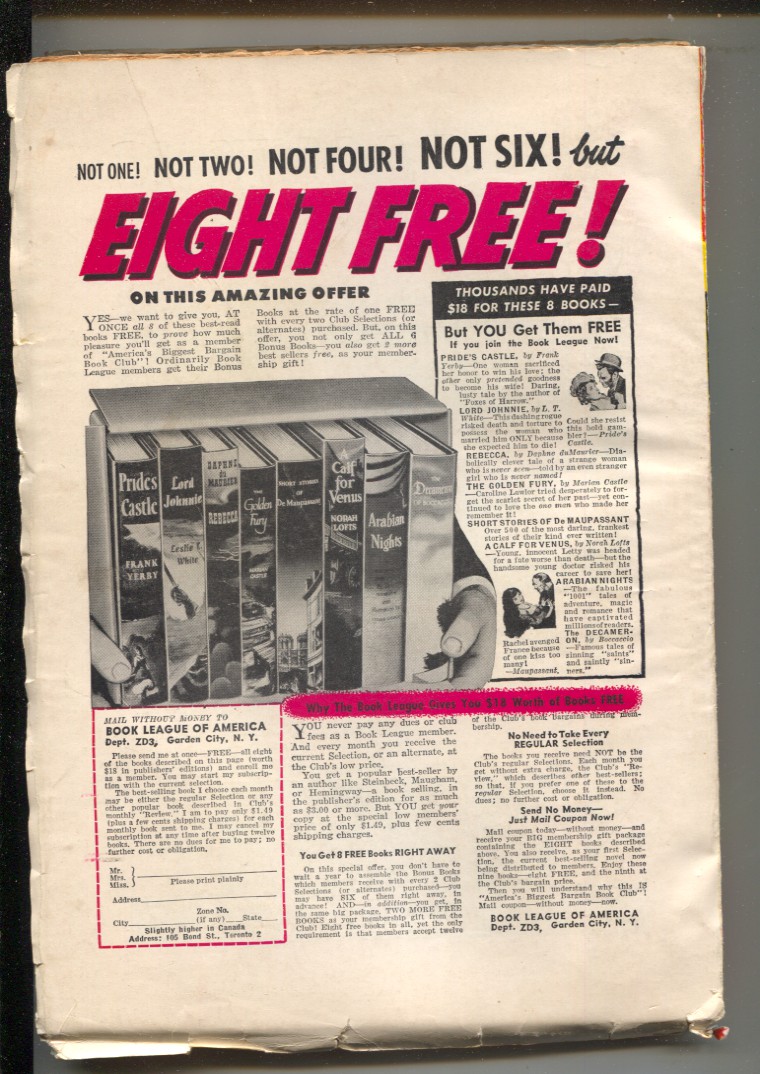 NOT ONE! NOT TWO! NOT FOUR! NOT SIX! but
EIGHT FREE!
ON THIS AMAZING OFFER
YES—we want to give you, AT
ONCE all 8 of these best-read
books FREE, to prove how much
pleasure you'll get as a member
of "America's Biggest Bargain
Book Club"! Ordinarily Book
League members get their Bonus
Books at the rate of one FREE
with every two Club Selections (or
alternates) purchased. But, on this
offer, you not only get ALL 6
Bonus Books—you also get 2 more
best sellers free, as your member-
ship gift!
THOUSANDS HAVE PAID
$18 FOR THESE 8 BOOKS—
But YOU Get Them FREE
If you join the Book League Now!
PRIDE'S CASTLE, by Frank
Yerby—One woman sacrificed
her honor to win his love; the
other only pretended goodness
to become his wife! Daring,
lusty tale by the author of
"Foxes of Harrow."
LORD JOHNNIE, by L. T.
White—This dashing rogue
risked death and torture to
possess the woman who
married him ONLY because
she expected him to die!
Could she resist
this bold gam-
bler!—Pride's
Castle.
REBECCA, by Daphne duMaurier—Dia-
bolically clever tale of a strange woman
who is never seen—told by an even stranger
girl who is never named!
THE GOLDEN FURY, by Marian Castle
—Caroline Lawlor tried desperately to for-
get the scarlet secret of her past—yet con-
tinued to love the one man who made her
remember it!
SHORT STORIES OF De MAUPASSANT
Over 50 of the most daring, frankest
stories of their kind ever written!
A CALF FOR VENUS, by Norah Lofts
—Young, innocent Letty was headed
for a fate worse than death—but the
handsome young doctor risked his
career to save her!
ARABIAN NIGHTS
—The fabulous
"1001" tales of
adventure, magic
and romance that
have captivated
millions of readers.
THE DECAMER-
ON, by Boccaccio
—Famous tales of
sinning "saints"
and saintly "sin-
ners."
Rachel avenged
France because
of one kiss too
many!
—Maupassant.
Pride's
Castle
FRANK
YERBY
Lord
Johnnie
Leslie T.
White
DAPHNE
du
MAURIER
REBECCA
The
Golden
Fury
MARIAN
CASTLE
SHORT STORIES
OF
De Maupassant
A
Calf
for
Venus
NORAH
LOFTS
Arabian
Nights
The
Decameron
OF BOCCACCIO
MAIL WITHOUT MONEY TO
BOOK LEAGUE OF AMERICA
Dept. ZD3, Garden City, N. Y.
Please send me at once—FREE—all eight
of the books described on this page (worth
$18 in publishers' editions) and enroll me
as a member. You may start my subscrip-
tion with the current selection.
The best-selling book I choose each month
may be either the regular Selection or any
other popular book described in Club's
monthly "Review." I am to pay only $1.49
(plus a few cents shipping charges) for each
monthly book sent to me. I may cancel my
subscription at any time after buying twelve
books. There are no dues for me to pay; no
further cost or obligation.
Mr.
Mrs.
Miss.
Please print plainly
Address
Zone No.
City (if any) State
Slightly higher in Canada
Address: 105 Bond St., Toronto 2
Why The Book League Gives You $18 Worth of Books FREE
YOU never pay any dues or club
fees as a Book League member.
And every month you receive the
current Selection, or an alternate, at
the Club's low price.
You get a popular best-seller by
an author like Steinbeck, Maugham,
or Hemingway—a book selling, in
the publisher's edition for as much
as $3.00 or more. But YOU get your
copy at the special low members'
price of only $1.49, plus few cents
shipping charges.
You Get 8 FREE Books RIGHT AWAY
On this special offer, you don't have to
wait a year to assemble the Bonus Books
which members receive with every 2 Club
Selections (or alternates) purchased—you
may have SIX of them right away, in
advance! AND—in addition—you get, in
the same big package, TWO MORE FREE
BOOKS as your membership gift from the
Club! Eight free books in all, yet the only
requirement is that members accept twelve
of the Club's book Bargains during mem-
bership.
No Need to Take Every
REGULAR Selection
The books you receive need NOT be the
Club's regular Selections. Each month you
get without extra charge, the Club's "Re-
view," which describes other best-sellers;
so that, if you prefer one of these to the
regular Selection, choose it instead. No
dues; no further cost or obligation.
Send No Money—
Just Mail Coupon Now!
Mail coupon today—without money—and
receive your BIG membership gift package
containing the EIGHT books described
above. You also receive, as your first Selec-
tion, the current best-selling novel now
being distributed to members. Enjoy these
nine books—eight FREE, and the ninth at
the Club's bargain price.
Then you will understand why this IS
"America's Biggest Bargain Book Club"!
Mail coupon—without money—now.
BOOK LEAGUE OF AMERICA
Dept. ZD3, Garden City, N. Y.